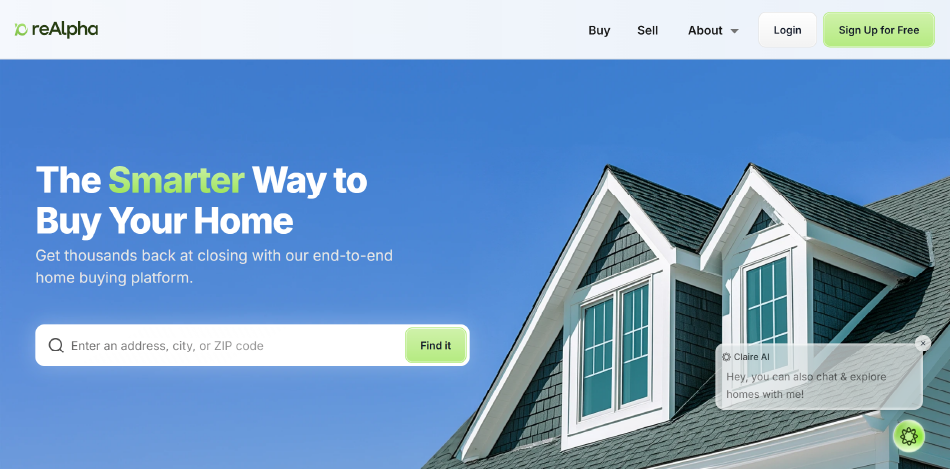 reAlpha
Buy
Sell
About
Login
Sign Up for Free
The Smarter Way to
Buy Your Home
Get thousands back at closing with our end-to-end
home buying platform.
Enter an address, city, or ZIP code
Find it
Claire AI
Hey, you can also chat & explore
homes with me!